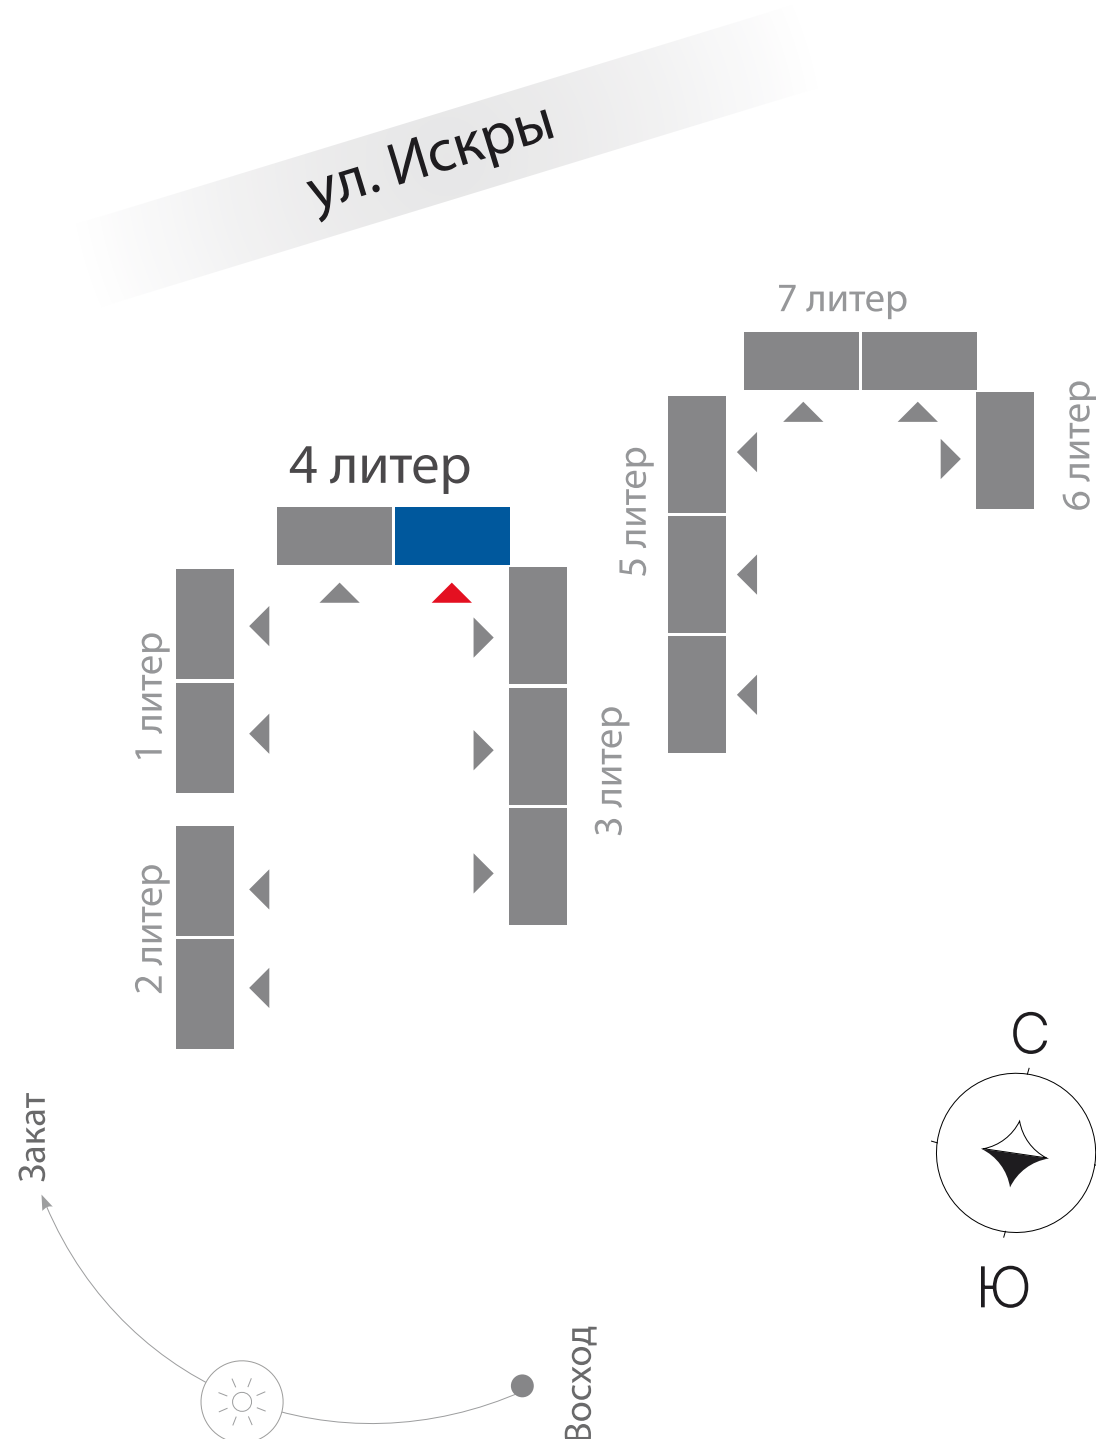 ул. Искры
7 литер
6 литер
4 литер
5 литер
1 литер
3 литер
2 литер
С
Закат
Ю
Восход